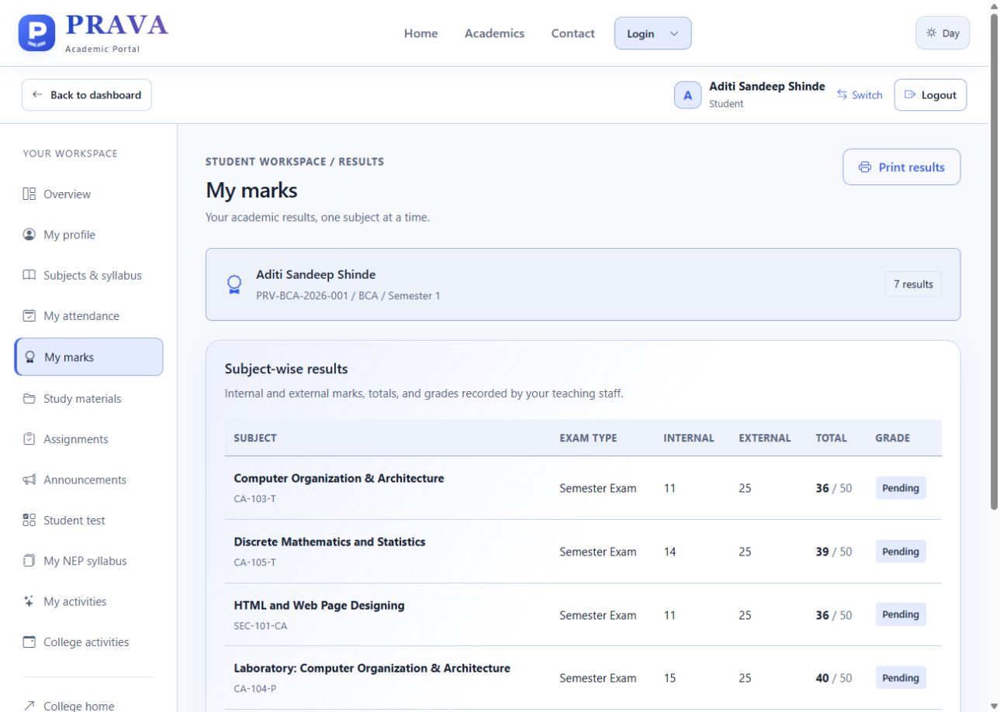 PRAVA
Academic Portal
Home Academics Contact Login Day
Back to dashboard
A Aditi Sandeep Shinde Student Switch Logout
YOUR WORKSPACE
Overview
My profile
Subjects & syllabus
My attendance
My marks
Study materials
Assignments
Announcements
Student test
My NEP syllabus
My activities
College activities
College home
STUDENT WORKSPACE / RESULTS
My marks
Your academic results, one subject at a time.
Print results
Aditi Sandeep Shinde
PRV-BCA-2026-001 / BCA / Semester 1
7 results
Subject-wise results
Internal and external marks, totals, and grades recorded by your teaching staff.
SUBJECT EXAM TYPE INTERNAL EXTERNAL TOTAL GRADE
Computer Organization & Architecture
CA-103-T
Semester Exam 11 25 36 / 50 Pending
Discrete Mathematics and Statistics
CA-105-T
Semester Exam 14 25 39 / 50 Pending
HTML and Web Page Designing
SEC-101-CA
Semester Exam 11 25 36 / 50 Pending
Laboratory: Computer Organization & Architecture
CA-104-P
Semester Exam 15 25 40 / 50 Pending